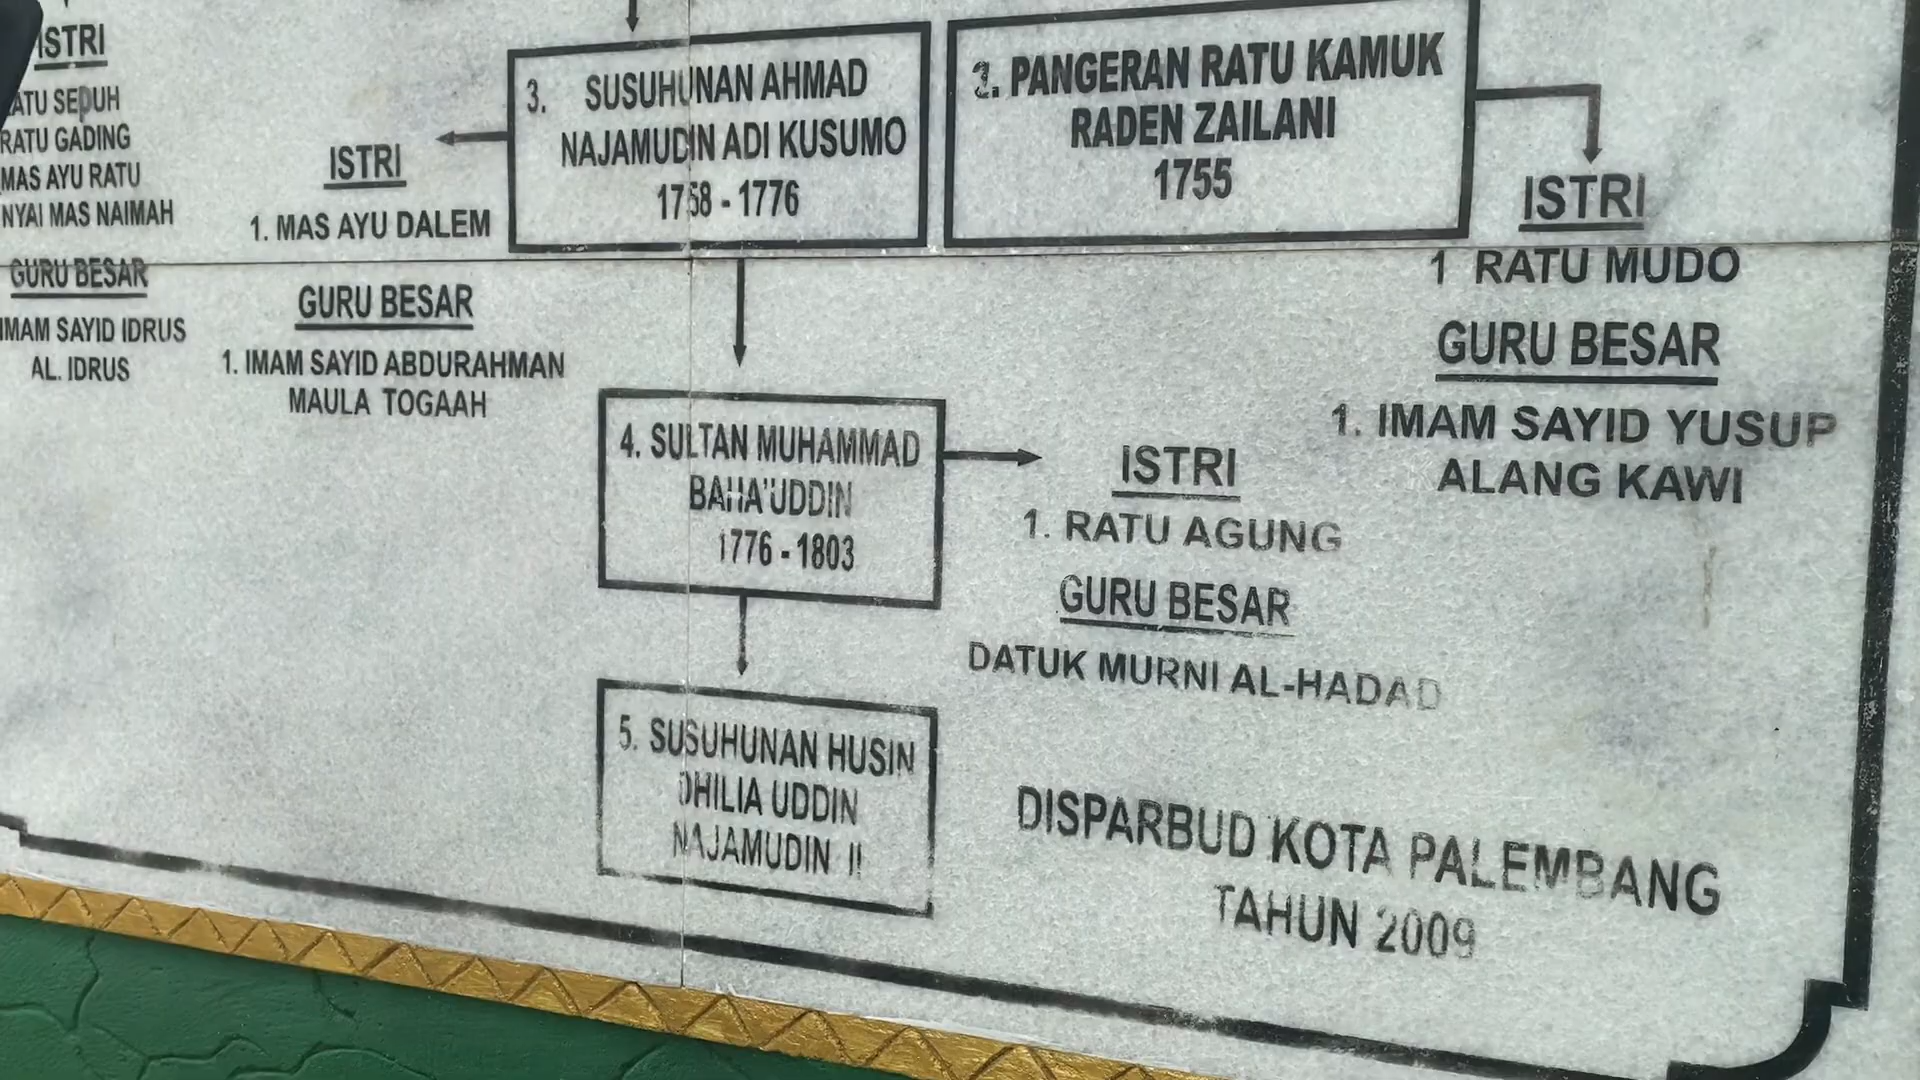 ISTRI
ATU SEPUH
RATU GADING
MAS AYU RATU
NYAI MAS NAIMAH
GURU BESAR
IMAM SAYID IDRUS
AL. IDRUS
ISTRI
1. MAS AYU DALEM
GURU BESAR
1. IMAM SAYID ABDURAHMAN
MAULA TOGAAH
3. SUSUHUNAN AHMAD
NAJAMUDIN ADI KUSUMO
1758 - 1776
2. PANGERAN RATU KAMUK
RADEN ZAILANI
1755
ISTRI
1 RATU MUDO
GURU BESAR
1. IMAM SAYID YUSUP
ALANG KAWI
4. SULTAN MUHAMMAD
BAHA'UDDIN
1776 - 1803
ISTRI
1. RATU AGUNG
GURU BESAR
DATUK MURNI AL-HADAD
5. SUSUHUNAN HUSIN
DHILIA UDDIN
NAJAMUDIN II
DISPARBUD KOTA PALEMBANG
TAHUN 2009